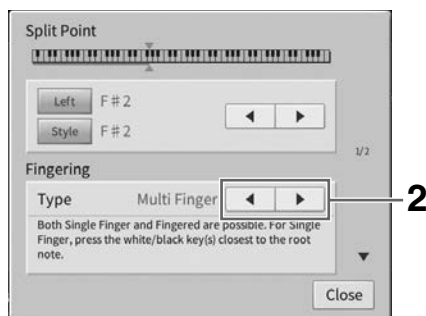 Split Point
Left F#2
Style F#2
1/2
Fingering
Type Multi Finger
2
Both Single Finger and Fingered are possible. For Single
Finger, press the white/black key(s) closest to the root
note.
Close